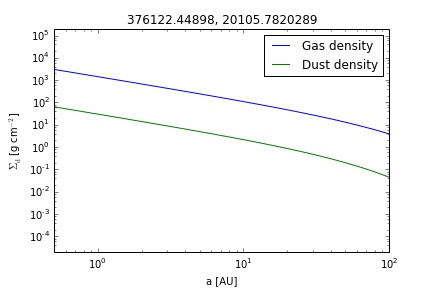 376122.44898, 20105.7820289
Gas density
Dust density
Σ_d [g cm^{-2}]
10^5
10^4
10^3
10^2
10^1
10^0
10^{-1}
10^{-2}
10^{-3}
10^{-4}
10^0 10^1 10^2
a [AU]